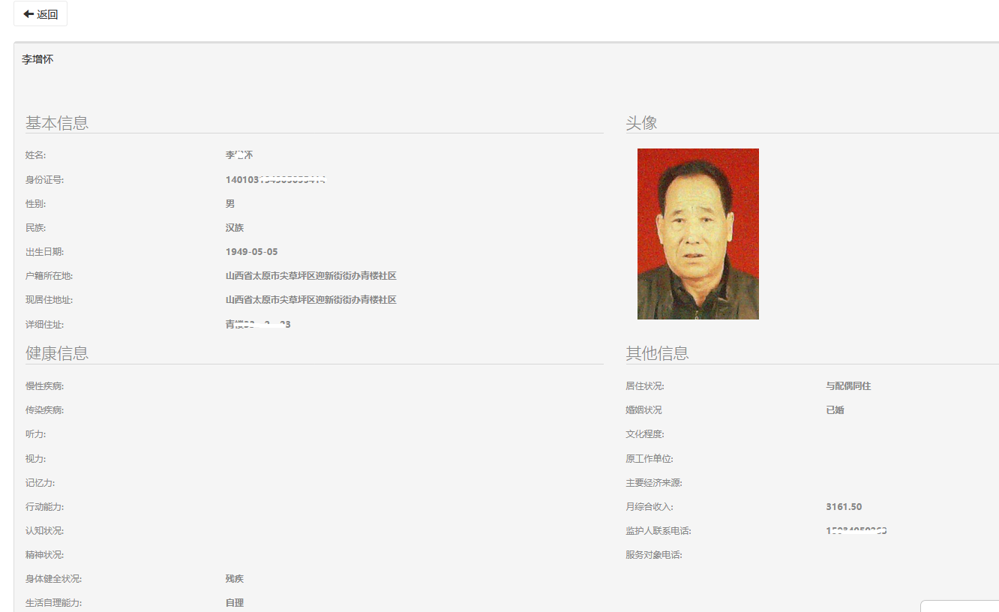 返回
李增怀
基本信息
姓名:
身份证号: 140103
性别: 男
民族: 汉族
出生日期: 1949-05-05
户籍所在地: 山西省太原市尖草坪区迎新街街办青楼社区
现居住地址: 山西省太原市尖草坪区迎新街街办青楼社区
详细住址:
头像
健康信息
慢性疾病:
传染疾病:
听力:
视力:
记忆力:
行动能力:
认知状况:
精神状况:
身体健全状况: 残疾
生活自理能力: 自理
其他信息
居住状况: 与配偶同住
婚姻状况 已婚
文化程度:
原工作单位:
主要经济来源:
月综合收入: 3161.50
监护人联系电话:
服务对象电话: